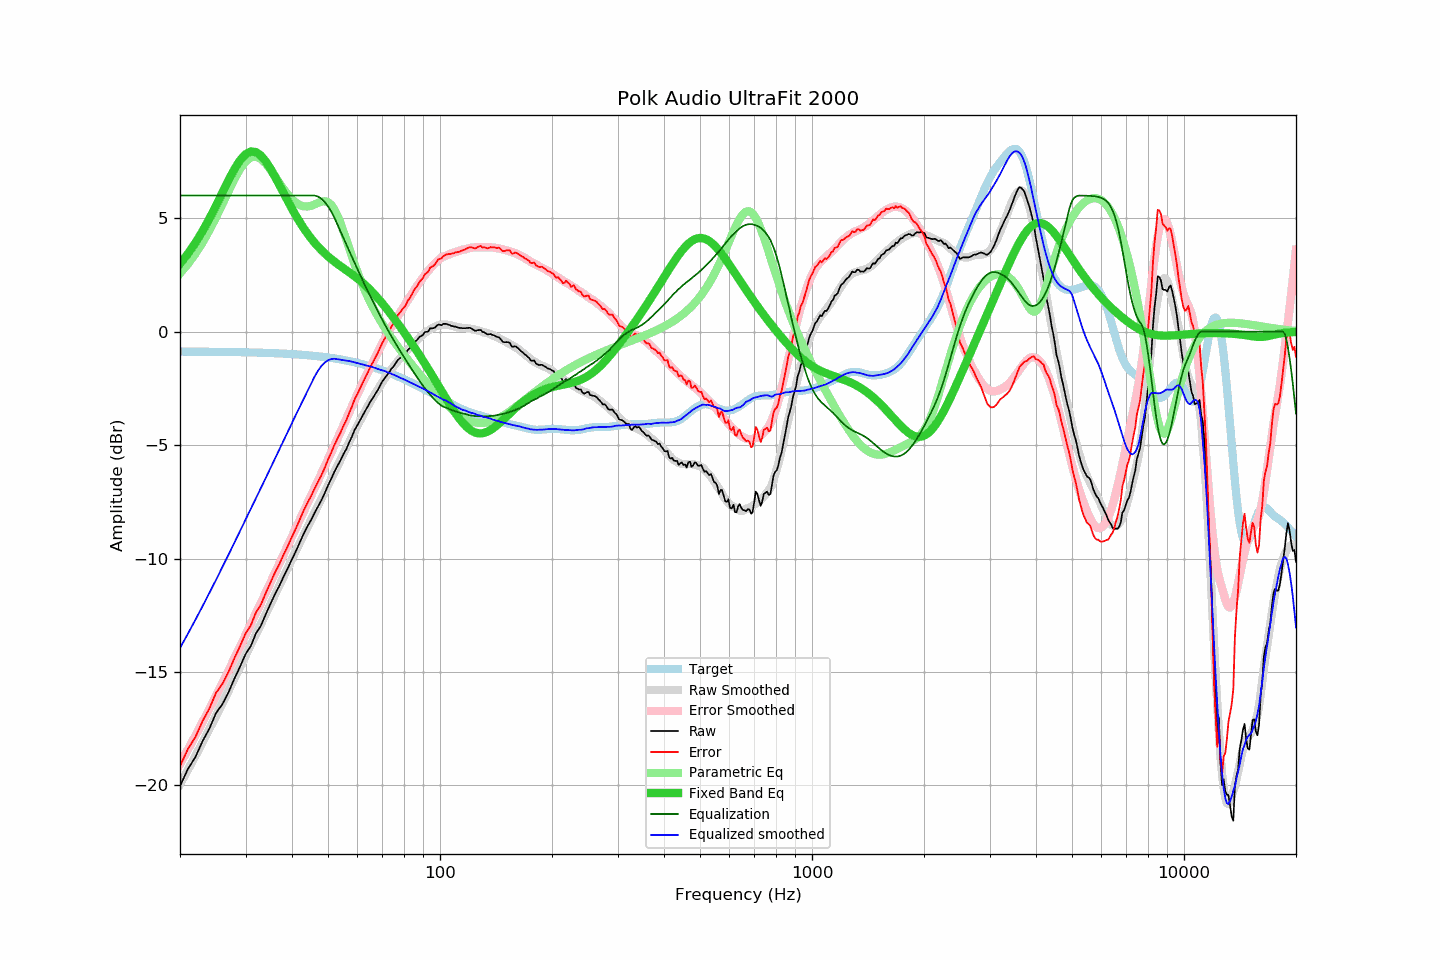 Polk Audio UltraFit 2000
Amplitude (dBr)
5
0
−5
−10
−15
−20
Target
Raw Smoothed
Error Smoothed
Raw
Error
Parametric Eq
Fixed Band Eq
Equalization
Equalized smoothed
100
1000
10000
Frequency (Hz)